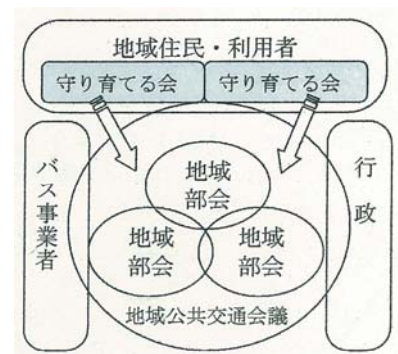 地域住民・利用者
守り育てる会
守り育てる会
バス事業者
行政
地域
部会
地域
部会
地域
部会
地域公共交通会議